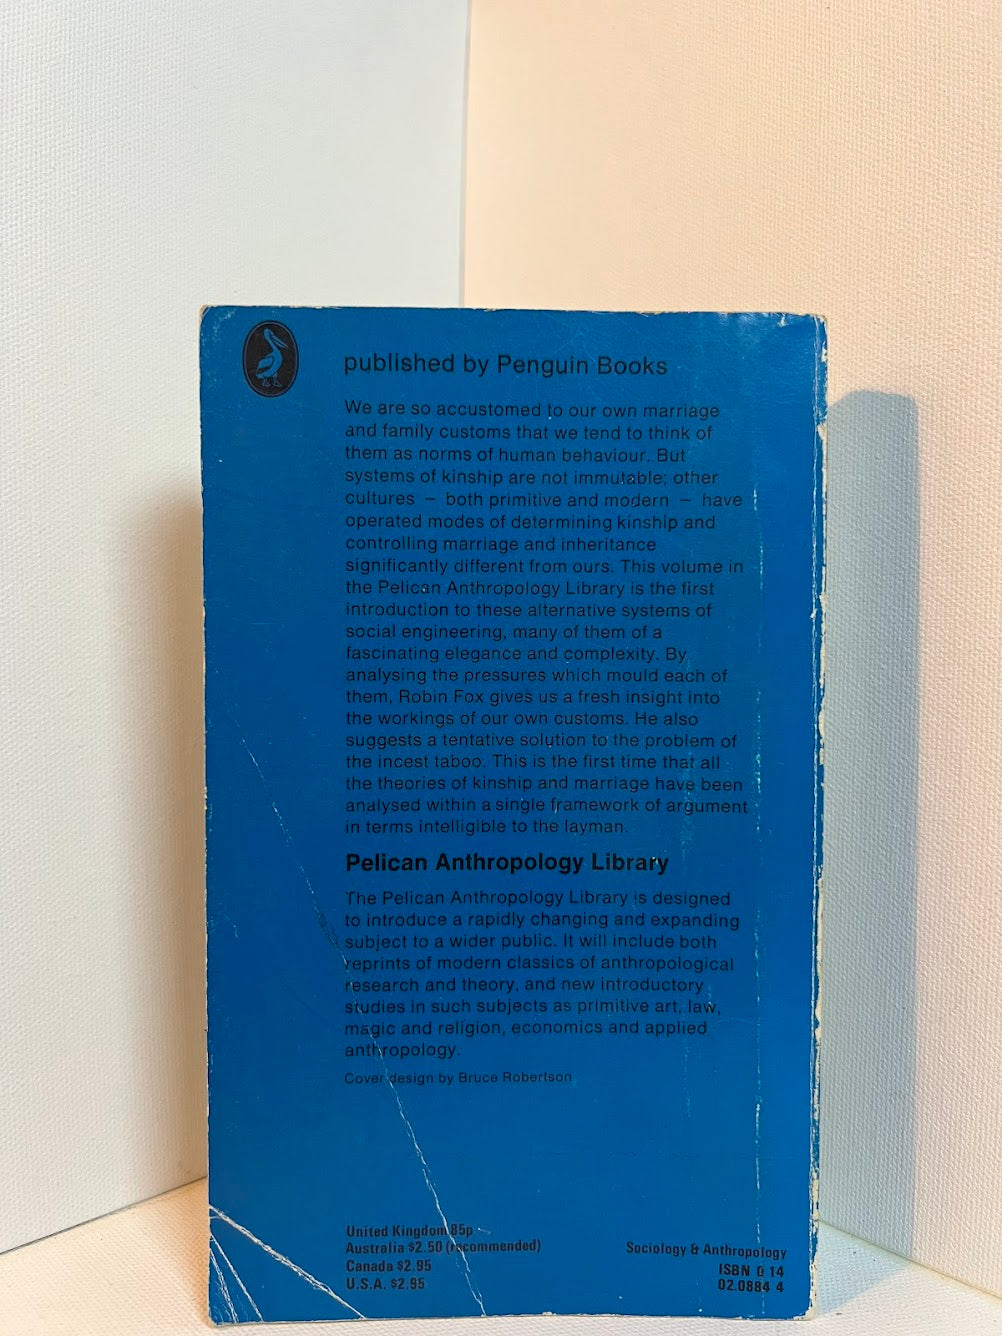 published by Penguin Books
We are so accustomed to our own marriage
and family customs that we tend to think of
them as norms of human behaviour. But
systems of kinship are not immutable; other
cultures – both primitive and modern – have
operated modes of determining kinship and
controlling marriage and inheritance
significantly different from ours. This volume in
the Pelican Anthropology Library is the first
introduction to these alternative systems of
social engineering, many of them of a
fascinating elegance and complexity. By
analysing the pressures which mould each of
them, Robin Fox gives us a fresh insight into
the workings of our own customs. He also
suggests a tentative solution to the problem of
the incest taboo. This is the first time that all
the theories of kinship and marriage have been
analysed within a single framework of argument
in terms intelligible to the layman.
Pelican Anthropology Library
The Pelican Anthropology Library is designed
to introduce a rapidly changing and expanding
subject to a wider public. It will include both
reprints of modern classics of anthropological
research and theory, and new introductory
studies in such subjects as primitive art, law,
magic and religion, economics and applied
anthropology.
Cover design by Bruce Robertson
United Kingdom 85p
Australia $2.50 (recommended)
Canada $2.95
U.S.A. $2.95
Sociology & Anthropology
ISBN 0 14
02.0884 4